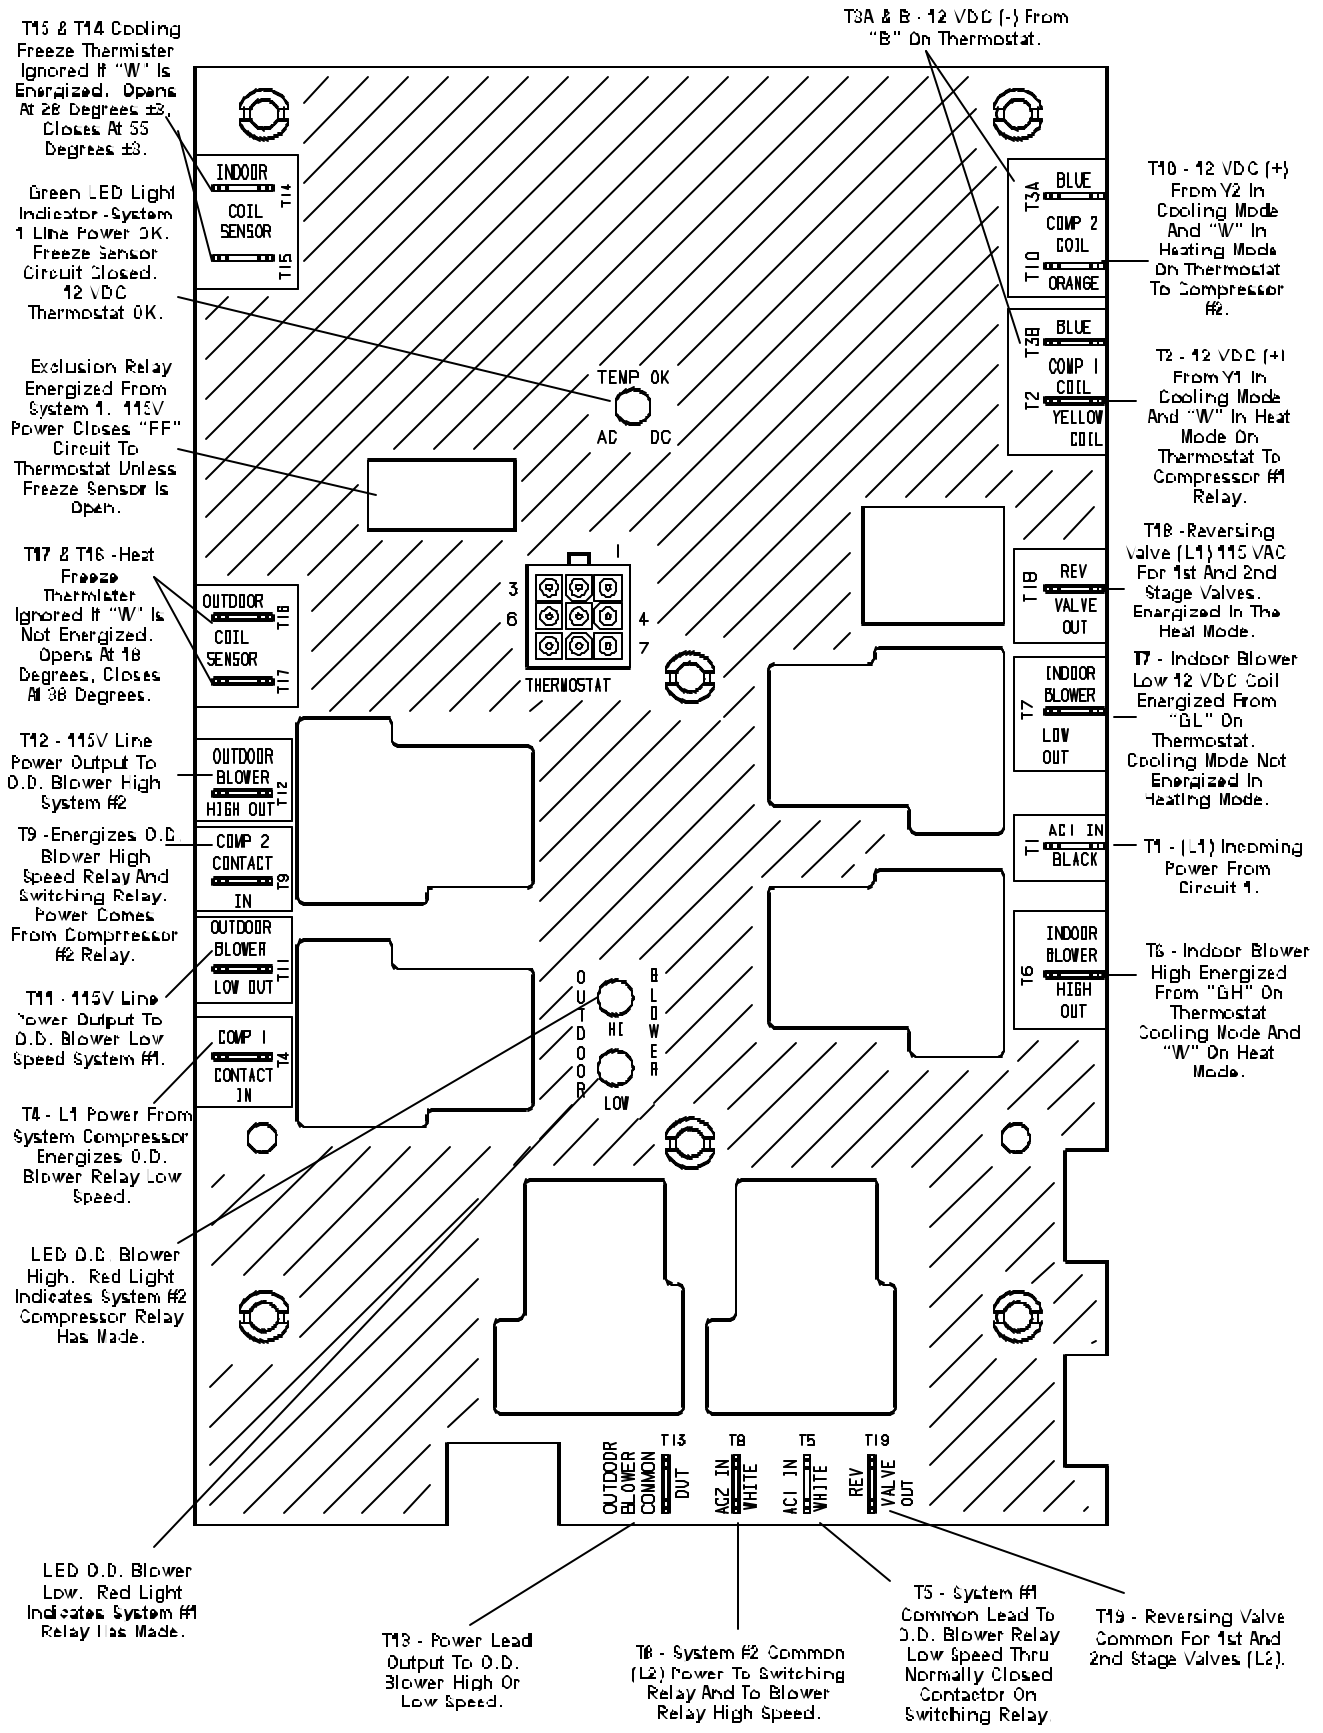 T15 & T14 Cooling
Freeze Thermister
Ignored If "W" Is
Energized. Opens
At 28 Degrees ±3,
Closes At 55
Degrees ±3.
Green LED Light
Indicator -System
1 Line Power OK.
Freeze Sensor
Circuit Closed.
12 VDC
Thermostat OK.
Exclusion Relay
Energized From
System 1. 115V
Power Closes "FF"
Circuit To
Thermostat Unless
Freeze Sensor Is
Open.
T17 & T16 -Heat
Freeze
Thermister
Ignored If "W" Is
Not Energized.
Opens At 18
Degrees, Closes
At 38 Degrees.
T12 - 115V Line
Power Output To
O.D. Blower High
System #2
T9 -Energizes O.D
Blower High
Speed Relay And
Switching Relay.
Power Comes
From Comprressor
#2 Relay.
T11 - 115V Line
Power Output To
O.D. Blower Low
Speed System #1.
T4 - L1 Power From
System Compressor
Energizes O.D.
Blower Relay Low
Speed.
LED O.D. Blower
High. Red Light
Indicates System #2
Compressor Relay
Has Made.
LED O.D. Blower
Low. Red Light
Indicates System #1
Relay Has Made.
INDOOR
T14
COIL
SENSOR
T15
OUTDOOR
T16
COIL
SENSOR
T17
OUTDOOR
BLOWER
T12
HIGH OUT
COMP 2
CONTACT
T9
IN
OUTDOOR
BLOWER
T11
LOW OUT
COMP 1
T4
CONTACT
IN
TEMP OK
AC DC
1
3
6
4
7
THERMOSTAT
OUTDOOR
BLOWER
HI
LOW
T3A & B - 12 VDC (-) From
"B" On Thermostat.
BLUE
T3A
COMP 2
COIL
T10
ORANGE
BLUE
T3B
COMP 1
COIL
T2
YELLOW
COIL
REV
T18
VALVE
OUT
INDOOR
BLOWER
T7
LOW
OUT
AC1 IN
T1
BLACK
INDOOR
BLOWER
T6
HIGH
OUT
T10 - 12 VDC (+)
From Y2 In
Cooling Mode
And "W" In
Heating Mode
On Thermostat
To Compressor
#2.
T2 - 12 VDC (+)
From Y1 In
Cooling Mode
And "W" In Heat
Mode On
Thermostat To
Compressor #1
Relay.
T18 -Reversing
Valve (L1) 115 VAC
For 1st And 2nd
Stage Valves.
Energized In The
Heat Mode.
T7 - Indoor Blower
Low 12 VDC Coil
Energized From
"GL" On
Thermostat.
Cooling Mode Not
Energized In
Heating Mode.
T1 - (L1) Incoming
Power From
Circuit 1.
T6 - Indoor Blower
High Energized
From "GH" On
Thermostat
Cooling Mode And
"W" On Heat
Mode.
T13
T8
T5
T19
OUTDOOR
BLOWER
COMMON
OUT
AC2 IN
WHITE
AC1 IN
WHITE
REV
VALVE
OUT
T13 - Power Lead
Output To O.D.
Blower High Or
Low Speed.
T8 - System #2 Common
(L2) Power To Switching
Relay And To Blower
Relay High Speed.
T5 - System #1
Common Lead To
O.D. Blower Relay
Low Speed Thru
Normally Closed
Contactor On
Switching Relay.
T19 - Reversing Valve
Common For 1st And
2nd Stage Valves (L2).